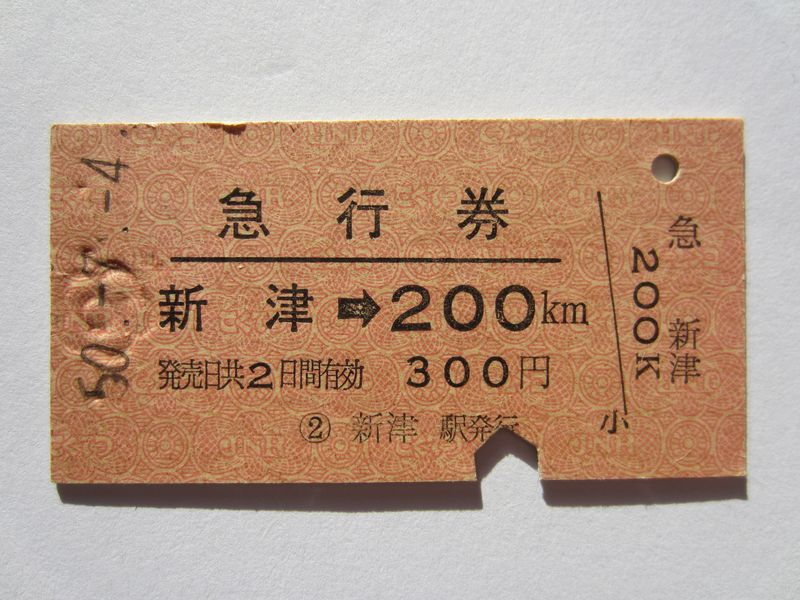 急行券
新津➡200km
発売日共2日間有効 300円
② 新津 駅発行
50.-7.-4
急 新津
200K
小